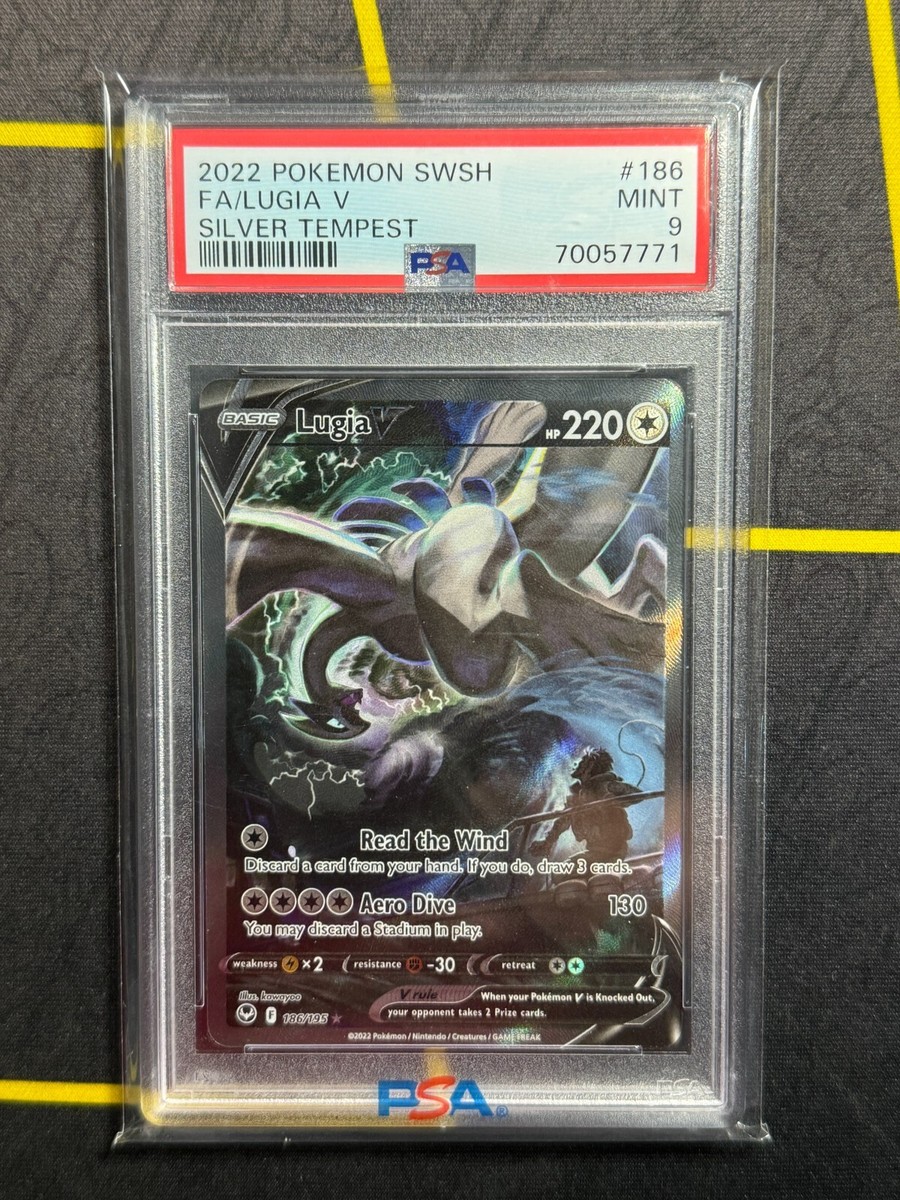 2022 POKEMON SWSH #186
FA/LUGIA V MINT
SILVER TEMPEST 9
PSA 70057771
BASIC Lugia V HP 220
Read the Wind
Discard a card from your hand. If you do, draw 3 cards.
Aero Dive 130
You may discard a Stadium in play.
weakness ×2 resistance -30 retreat
Illus. kawayoo
V rule When your Pokémon V is Knocked Out,
your opponent takes 2 Prize cards.
F 186/195
©2022 Pokémon / Nintendo / Creatures / GAME FREAK
PSA®
PSA